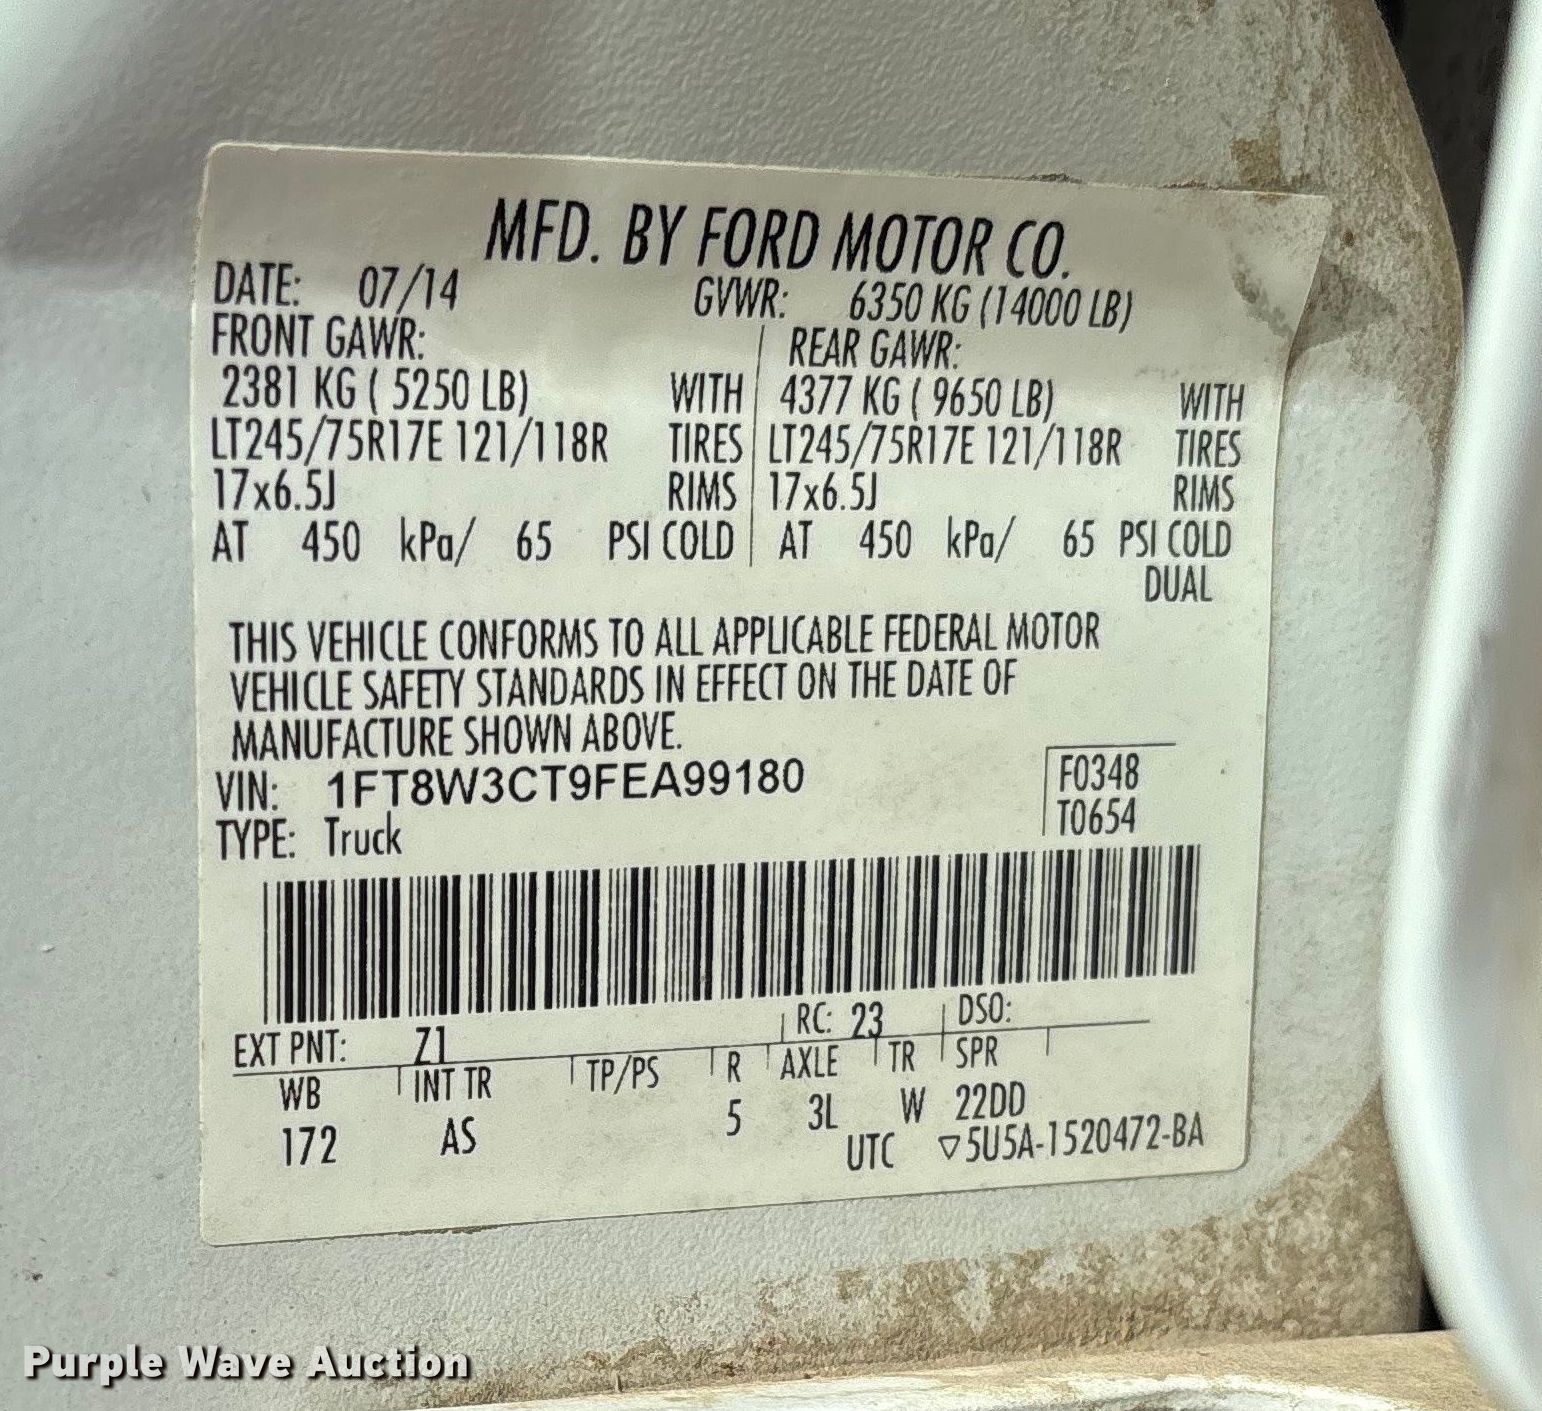 MFD. BY FORD MOTOR CO.
DATE: 07/14 GVWR: 6350 KG (14000 LB)
FRONT GAWR: REAR GAWR:
2381 KG ( 5250 LB) WITH 4377 KG ( 9650 LB) WITH
LT245/75R17E 121/118R TIRES LT245/75R17E 121/118R TIRES
17x6.5J RIMS 17x6.5J RIMS
AT 450 kPa/ 65 PSI COLD AT 450 kPa/ 65 PSI COLD
DUAL
THIS VEHICLE CONFORMS TO ALL APPLICABLE FEDERAL MOTOR
VEHICLE SAFETY STANDARDS IN EFFECT ON THE DATE OF
MANUFACTURE SHOWN ABOVE.
VIN: 1FT8W3CT9FEA99180 F0348
TYPE: Truck T0654
EXT PNT: Z1 RC: 23 DSO:
WB INT TR TP/PS R AXLE TR SPR
172 AS 5 3L W 22DD
UTC ▽5U5A-1520472-BA
Purple Wave Auction